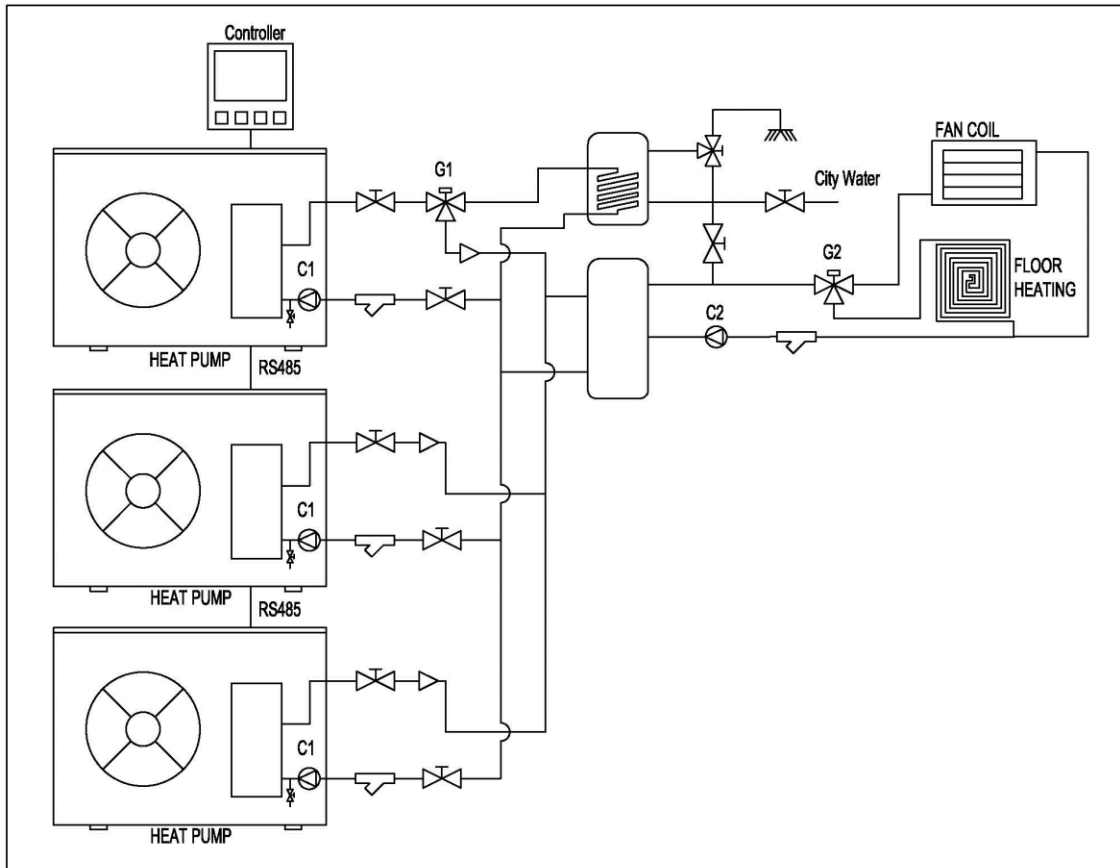 Controller
G1
FAN COIL
City Water
G2
FLOOR
HEATING
C1
C2
HEAT PUMP
RS485
C1
HEAT PUMP
RS485
C1
HEAT PUMP